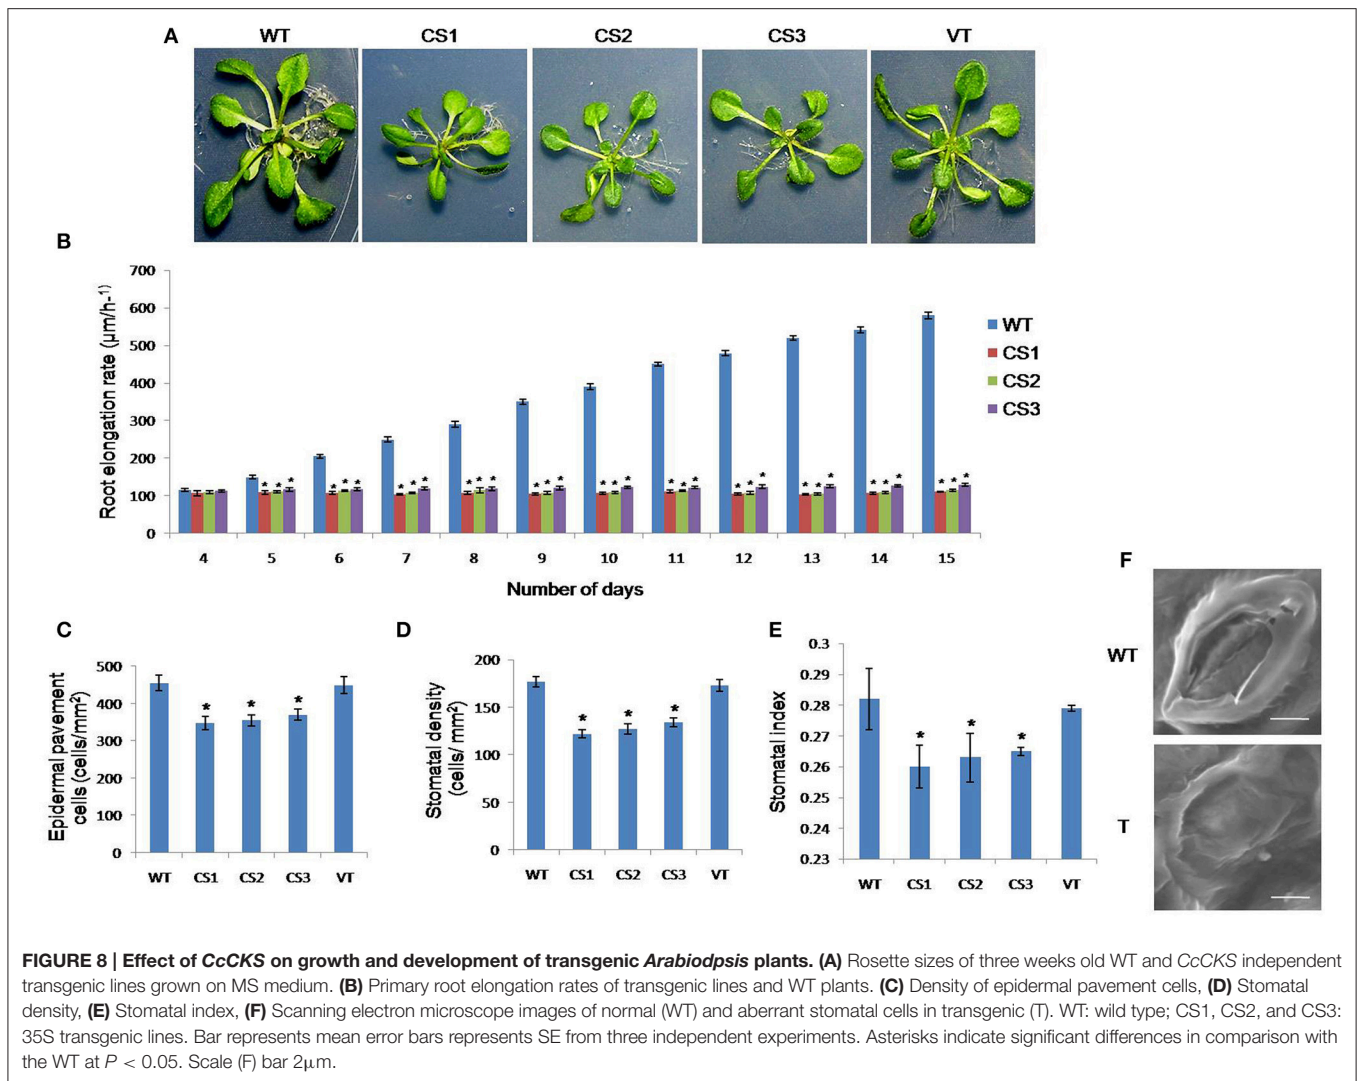 A
WT
CS1
CS2
CS3
VT
B
700
600
500
400
300
200
100
0
Root elongation rate (µm/h-¹)
* * *
* * *
* * *
* * *
* * *
* * *
* * *
* * *
* * *
* * *
* * *
4 5 6 7 8 9 10 11 12 13 14 15
Number of days
WT
CS1
CS2
CS3
C
500
400
300
200
100
0
Epidermal pavement
cells (cells/mm²)
* * *
WT CS1 CS2 CS3 VT
D
200
150
100
50
0
Stomatal density
(cells/ mm²)
* * *
WT CS1 CS2 CS3 VT
E
0.3
0.29
0.28
0.27
0.26
0.25
0.24
0.23
Stomatal index
* * *
WT CS1 CS2 CS3 VT
F
WT
T
FIGURE 8 | Effect of CcCKS on growth and development of transgenic Arabiodpsis plants. (A) Rosette sizes of three weeks old WT and CcCKS independent
transgenic lines grown on MS medium. (B) Primary root elongation rates of transgenic lines and WT plants. (C) Density of epidermal pavement cells, (D) Stomatal
density, (E) Stomatal index, (F) Scanning electron microscope images of normal (WT) and aberrant stomatal cells in transgenic (T). WT: wild type; CS1, CS2, and CS3:
35S transgenic lines. Bar represents mean error bars represents SE from three independent experiments. Asterisks indicate significant differences in comparison with
the WT at P < 0.05. Scale (F) bar 2µm.